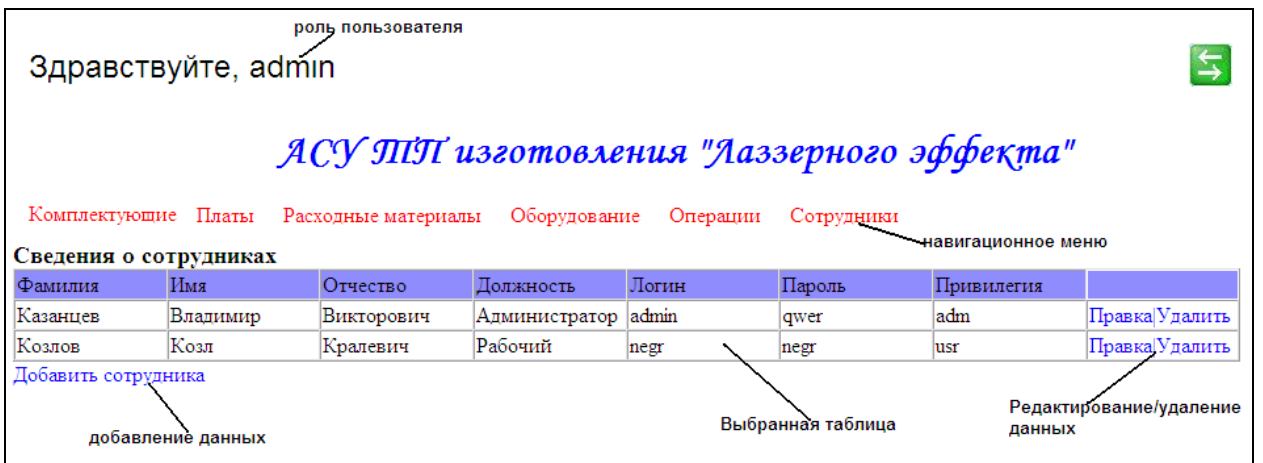 роль пользователя
Здравствуйте, admin
АСУ ТП изготовления "Лаззерного эффекта"
Комплектующие Платы Расходные материалы Оборудование Операции Сотрудники
навигационное меню
Сведения о сотрудниках
Фамилия Имя Отчество Должность Логин Пароль Привилегия
Казанцев Владимир Викторович Администратор admin qwer adm Правка|Удалить
Козлов Козл Кралевич Рабочий negr negr usr Правка|Удалить
Добавить сотрудника
Редактирование/удаление
данных
Выбранная таблица
добавление данных